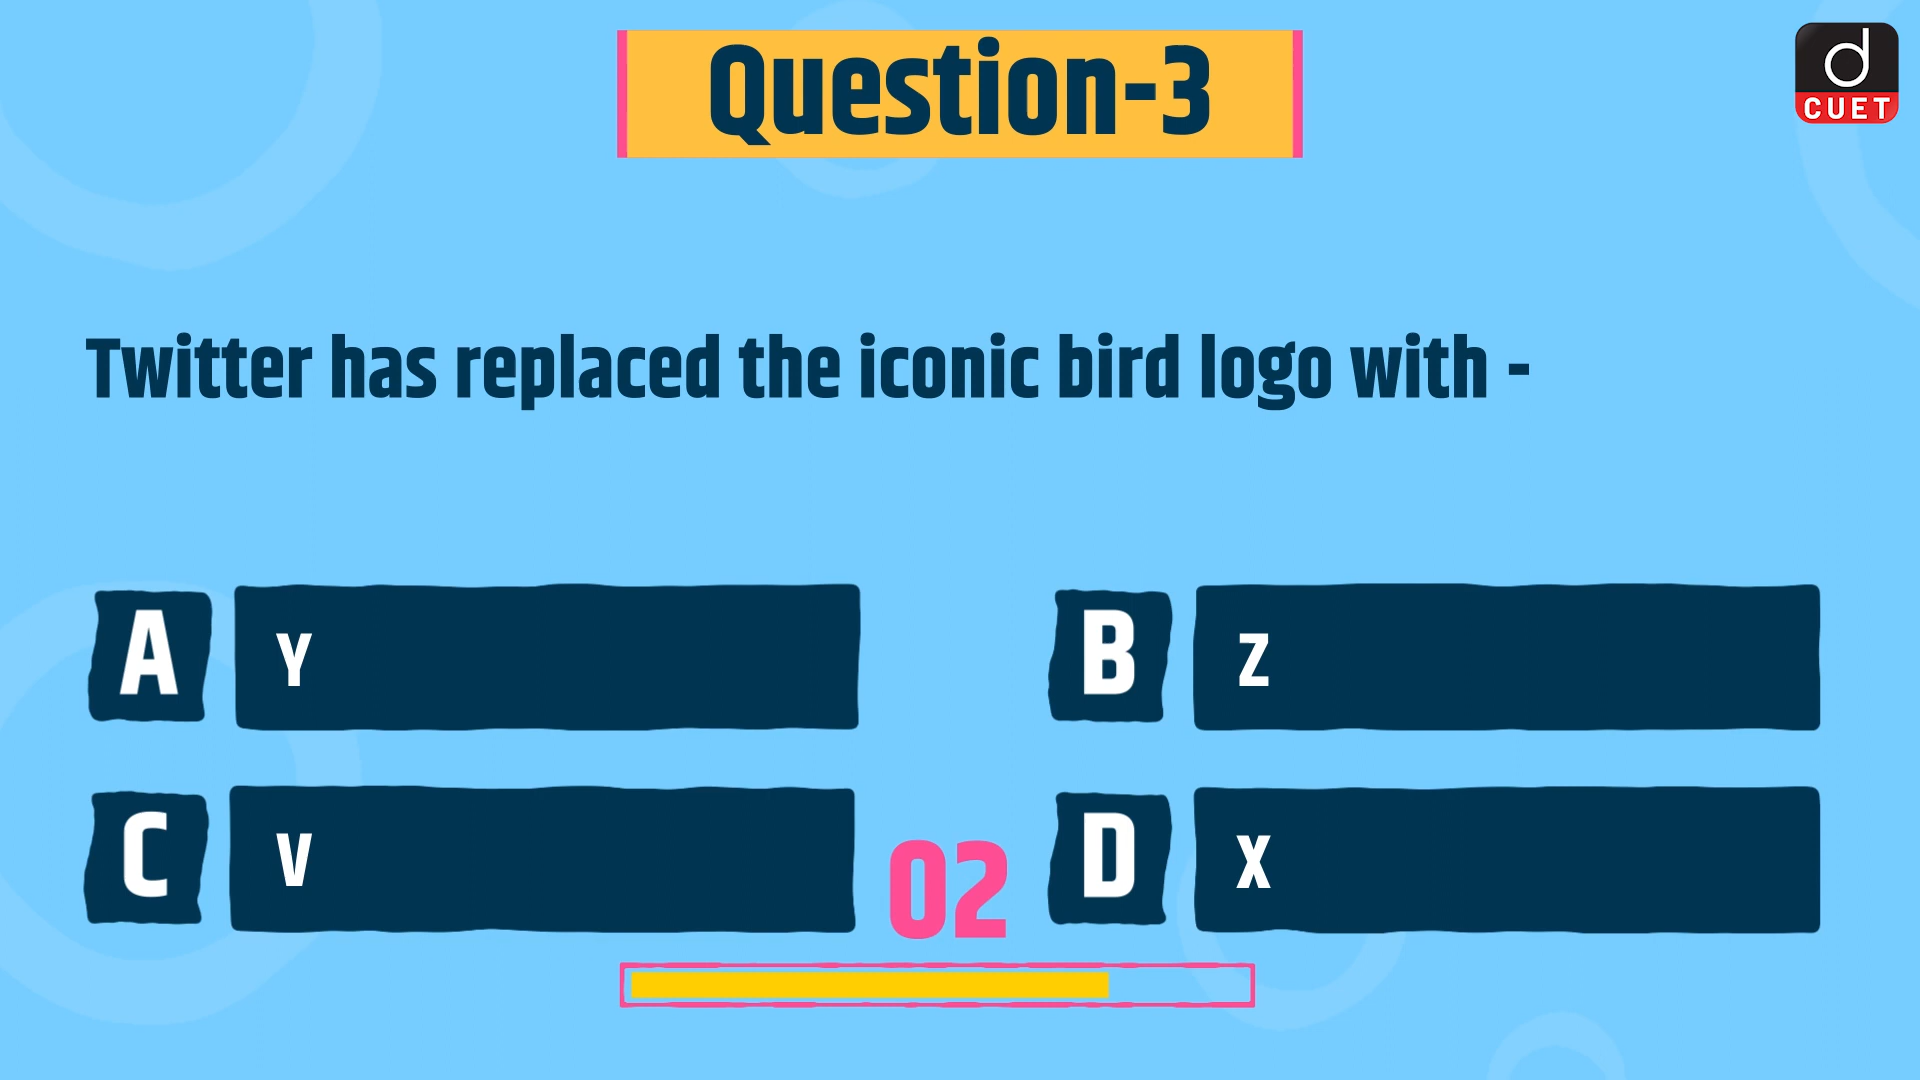 Question-3
d
CUET
Twitter has replaced the iconic bird logo with -
A Y
B Z
C V
D X
02